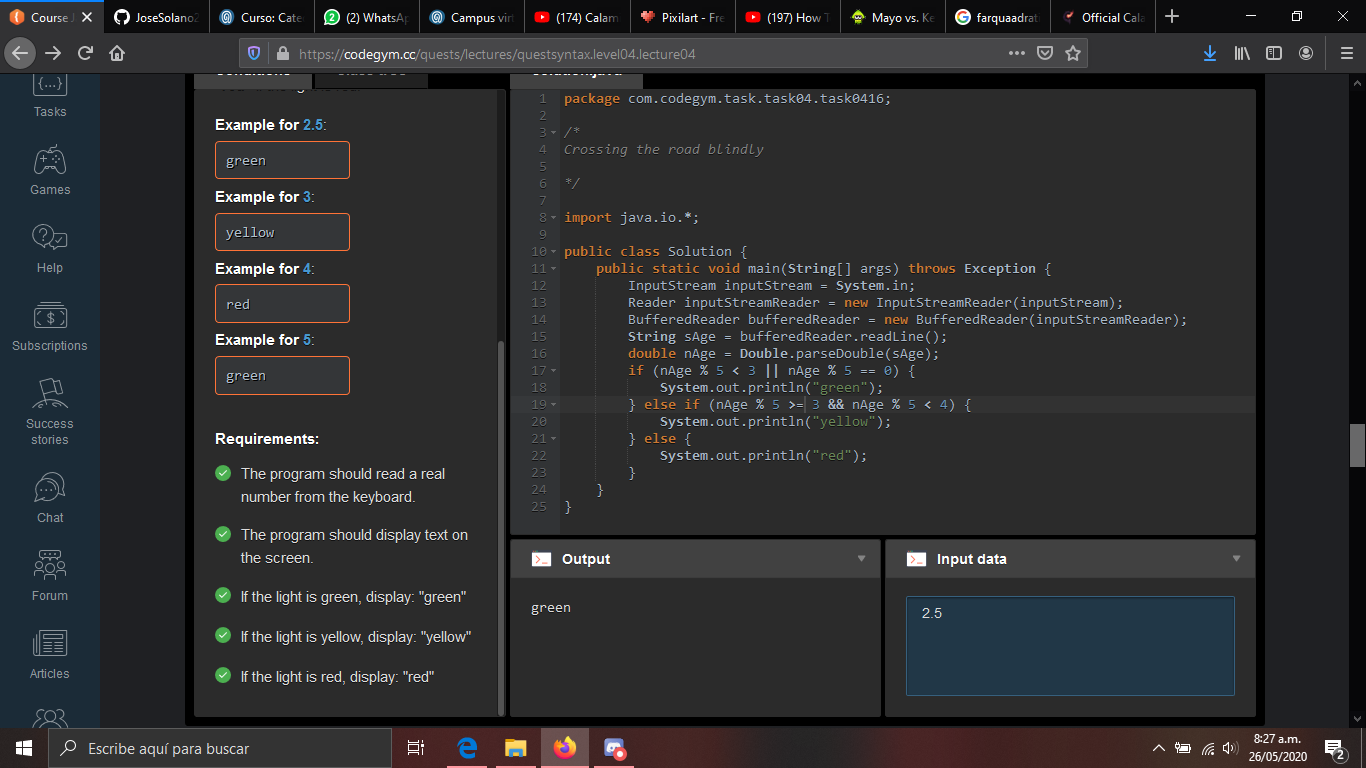 Course J
JoseSolano2
Curso: Cate
(2) WhatsAp
Campus virt
(174) Calam
Pixilart - Fre
(197) How T
Mayo vs. Ke
farquaadrati
Official Cala
https://codegym.cc/quests/lectures/questsyntax.level04.lecture04
Tasks
Games
Help
Subscriptions
Success
stories
Chat
Forum
Articles
Example for 2.5:
green
Example for 3:
yellow
Example for 4:
red
Example for 5:
green
Requirements:
The program should read a real
number from the keyboard.
The program should display text on
the screen.
If the light is green, display: "green"
If the light is yellow, display: "yellow"
If the light is red, display: "red"
1 package com.codegym.task.task04.task0416;
2
3 /*
4 Crossing the road blindly
5
6 */
7
8 import java.io.*;
9
10 public class Solution {
11 public static void main(String[] args) throws Exception {
12 InputStream inputStream = System.in;
13 Reader inputStreamReader = new InputStreamReader(inputStream);
14 BufferedReader bufferedReader = new BufferedReader(inputStreamReader);
15 String sAge = bufferedReader.readLine();
16 double nAge = Double.parseDouble(sAge);
17 if (nAge % 5 < 3 || nAge % 5 == 0) {
18 System.out.println("green");
19 } else if (nAge % 5 >= 3 && nAge % 5 < 4) {
20 System.out.println("yellow");
21 } else {
22 System.out.println("red");
23 }
24 }
25 }
Output
green
Input data
2.5
Escribe aquí para buscar
8:27 a.m.
26/05/2020
2